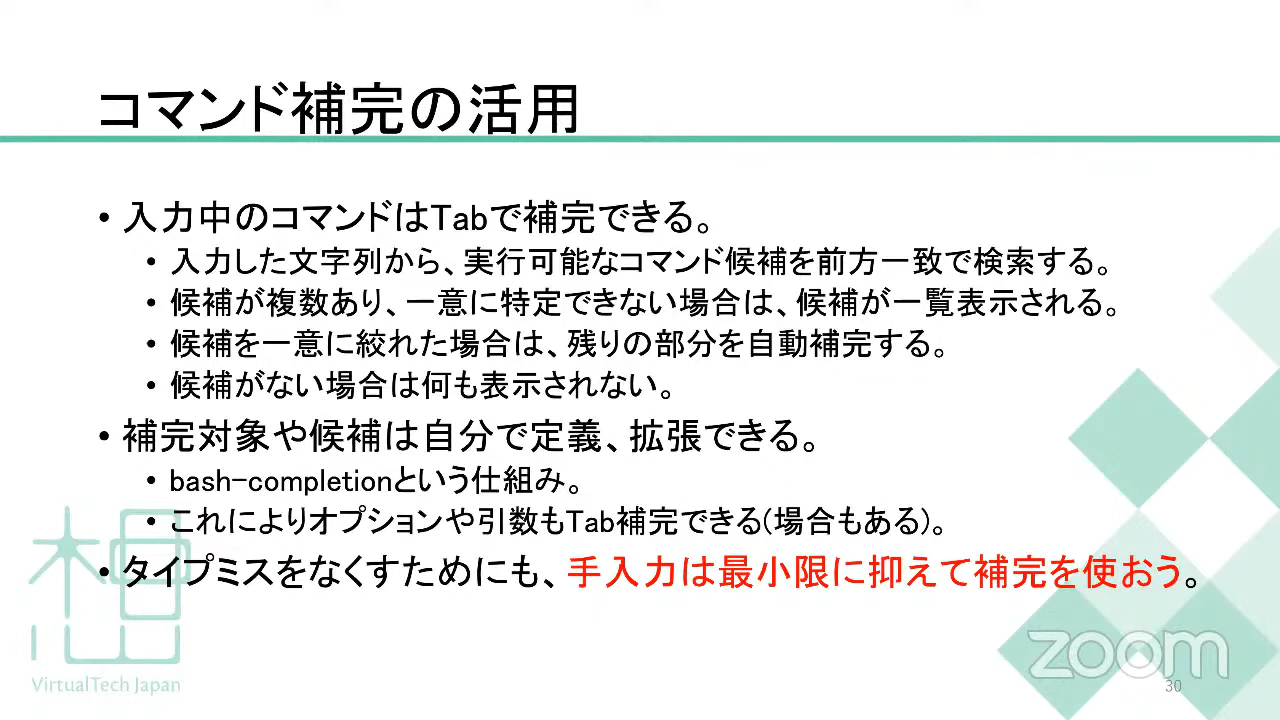 コマンド補完の活用
• 入力中のコマンドはTabで補完できる。
• 入力した文字列から、実行可能なコマンド候補を前方一致で検索する。
• 候補が複数あり、一意に特定できない場合は、候補が一覧表示される。
• 候補を一意に絞れた場合は、残りの部分を自動補完する。
• 候補がない場合は何も表示されない。
• 補完対象や候補は自分で定義、拡張できる。
• bash-completionという仕組み。
• これによりオプションや引数もTab補完できる(場合もある)。
• タイプミスをなくすためにも、手入力は最小限に抑えて補完を使おう。
想
VirtualTech Japan
zoom
30